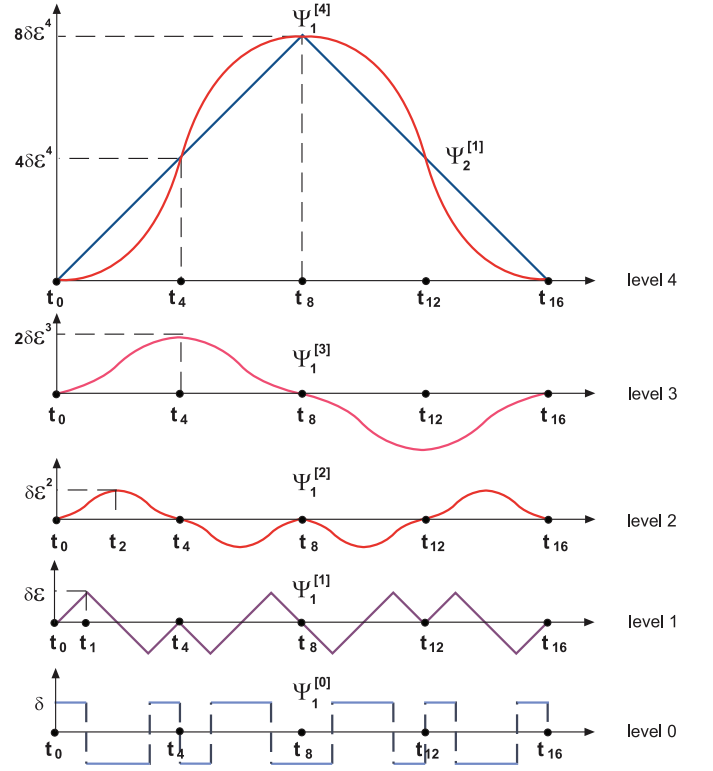 8δε⁴ Ψ₁^[4]
4δε⁴ Ψ₂^[1]
t₀ t₄ t₈ t₁₂ t₁₆ level 4
2δε³ Ψ₁^[3]
t₀ t₄ t₈ t₁₂ t₁₆ level 3
δε² Ψ₁^[2]
t₀ t₂ t₄ t₈ t₁₂ t₁₆ level 2
δε Ψ₁^[1]
t₀ t₁ t₄ t₈ t₁₂ t₁₆ level 1
δ Ψ₁^[0]
t₀ t₄ t₈ t₁₂ t₁₆ level 0